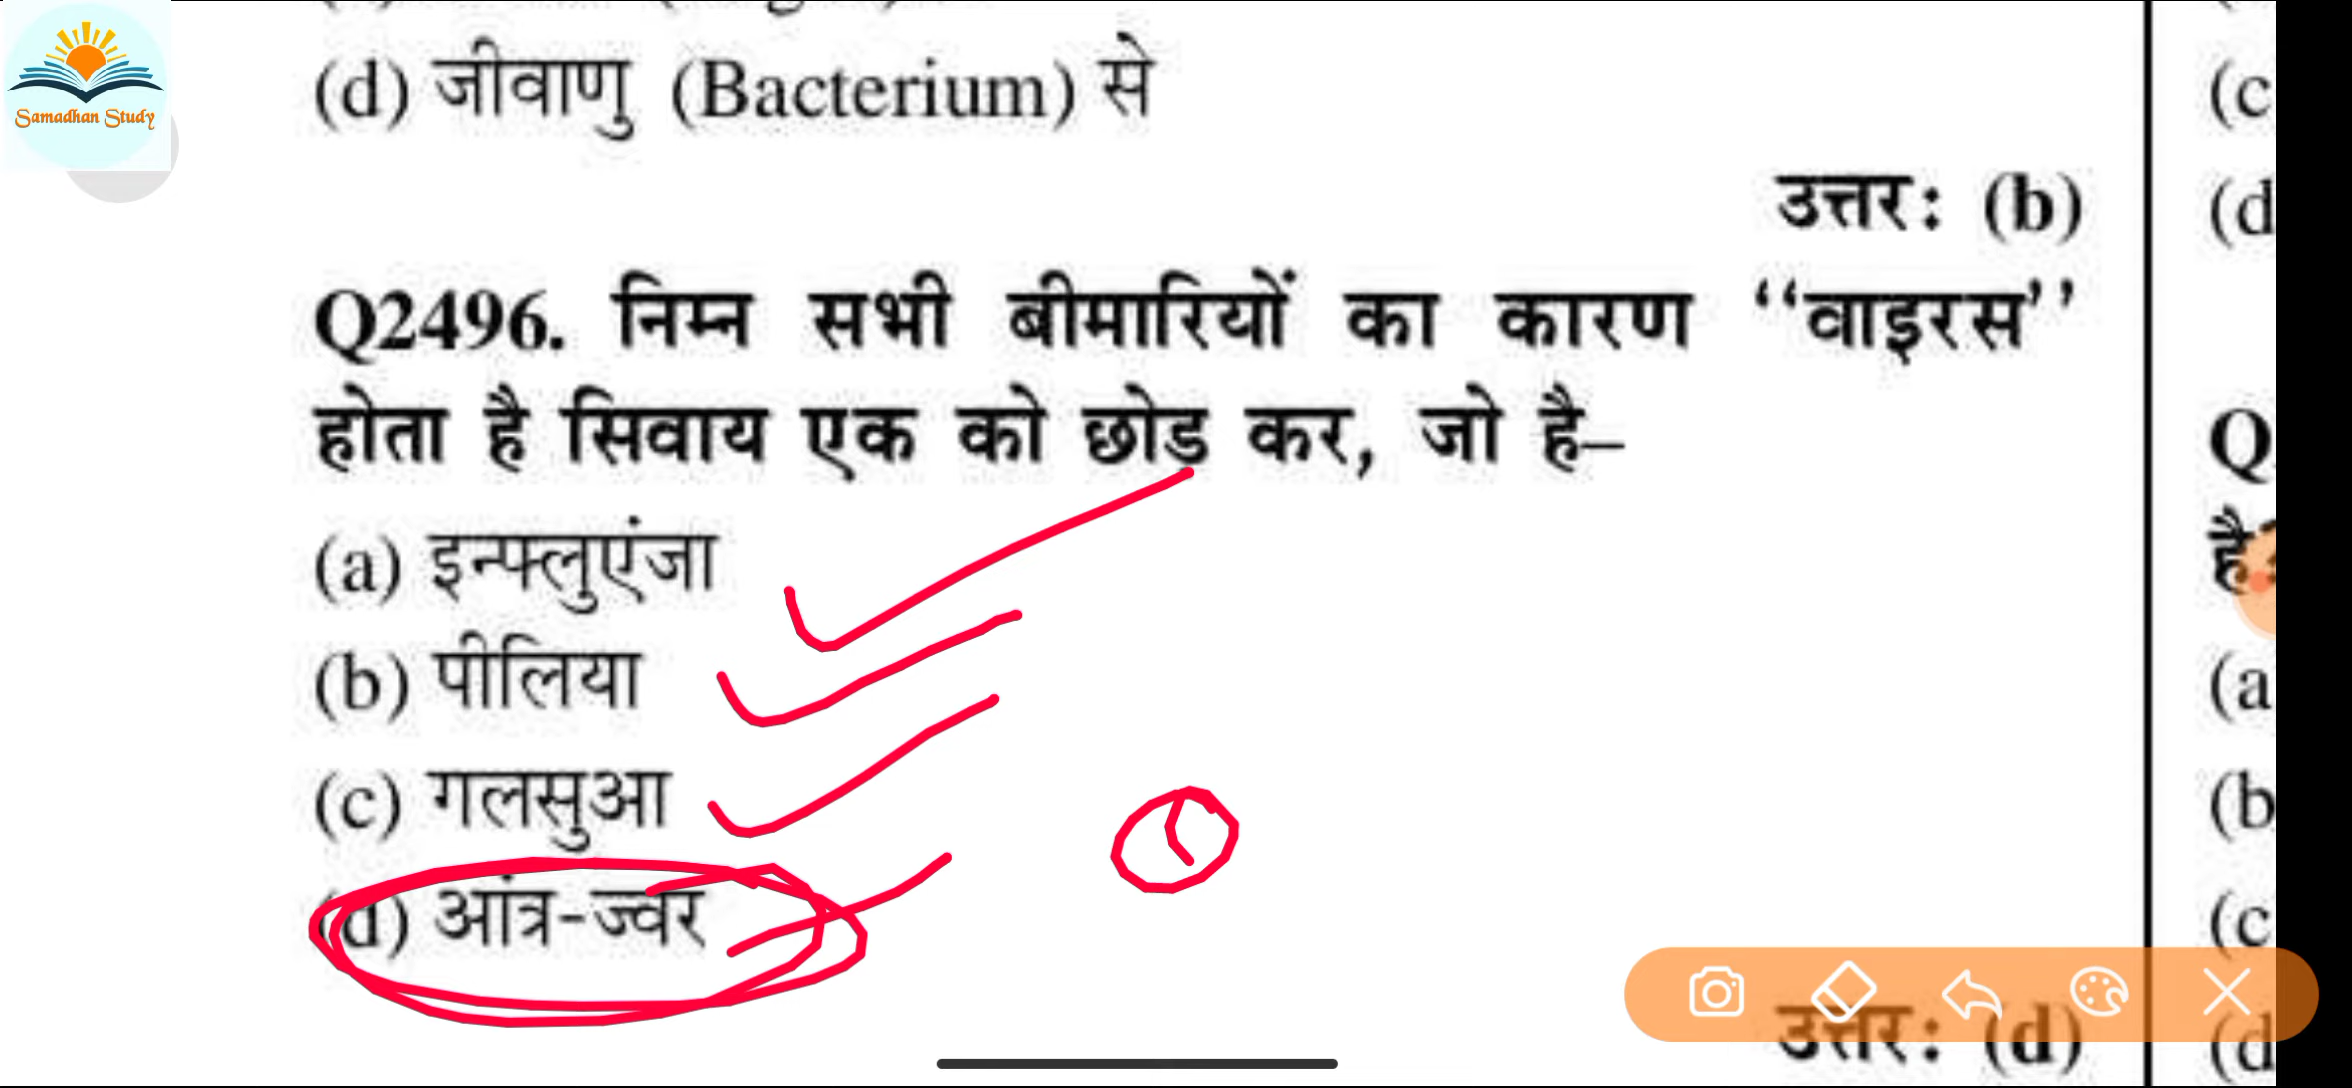 Samadhan Study
(d) जीवाणु (Bacterium) से
उत्तरः (b)
Q2496. निम्न सभी बीमारियों का कारण ‘‘वाइरस’’
होता है सिवाय एक को छोड कर, जो है–
(a) इन्फ्लुएंजा
(b) पीलिया
(c) गलसुआ
(d) आंत्र-ज्वर
उत्तरः (d)
(c
(d
Q
है
(a
(b
(c
(d